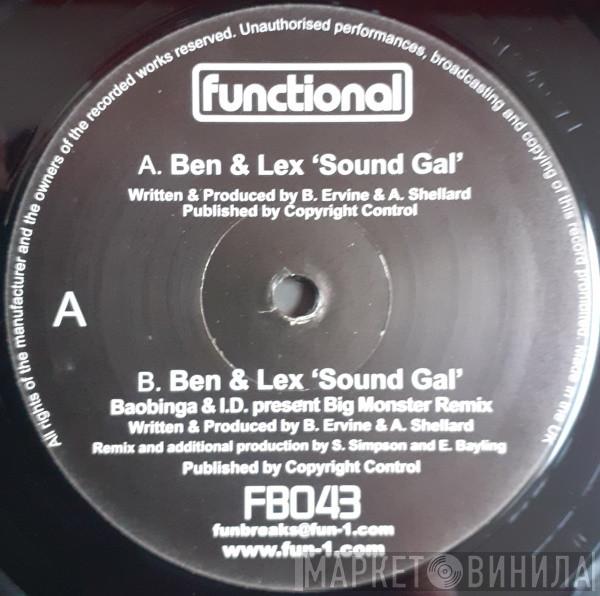 All rights of the manufacturer and the owners of the recorded works reserved. Unauthorised performances, broadcasting and copying of this record prohibited. Made in the UK
functional
A. Ben & Lex ‘Sound Gal’
Written & Produced by B. Ervine & A. Shellard
Published by Copyright Control
A
B. Ben & Lex ‘Sound Gal’
Baobinga & I.D. present Big Monster Remix
Written & Produced by B. Ervine & A. Shellard
Remix and additional production by S. Simpson and E. Bayling
Published by Copyright Control
FB043
funbreaks@fun-1.com
www.fun-1.com
МАРКЕТ ВИНИЛА